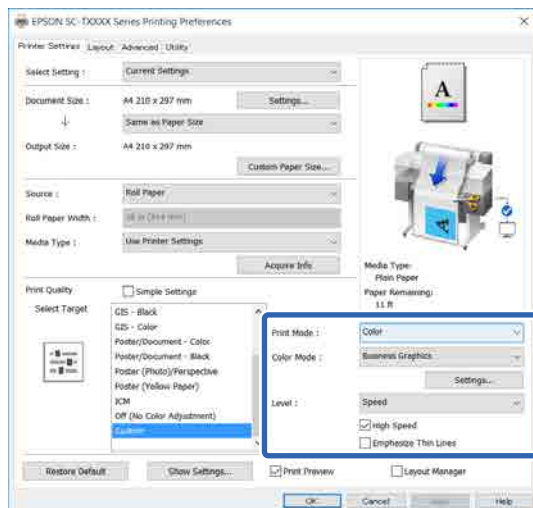 EPSON SC-TXXXX Series Printing Preferences
Printer Settings Layout Advanced Utility
Select Setting : Current Settings
Document Size : A4 210 x 297 mm Settings...
Same as Paper Size
Output Size : A4 210 x 297 mm
Custom Paper Size...
Source : Roll Paper
Roll Paper Width :
Media Type : Use Printer Settings
Acquire Info
A
Media Type:
Plain Paper
Paper Remaining:
11 ft
Print Quality Simple Settings
Select Target
GIS - Black
GIS - Color
Poster/Document - Color
Poster/Document - Black
Poster (Photo)/Perspective
Poster (Yellow Paper)
ICM
Off (No Color Adjustment)
Custom
Print Mode : Color
Color Mode : Business Graphics
Settings...
Level : Speed
High Speed
Emphasize Thin Lines
Restore Default Show Settings... Print Preview Layout Manager
OK Cancel Help